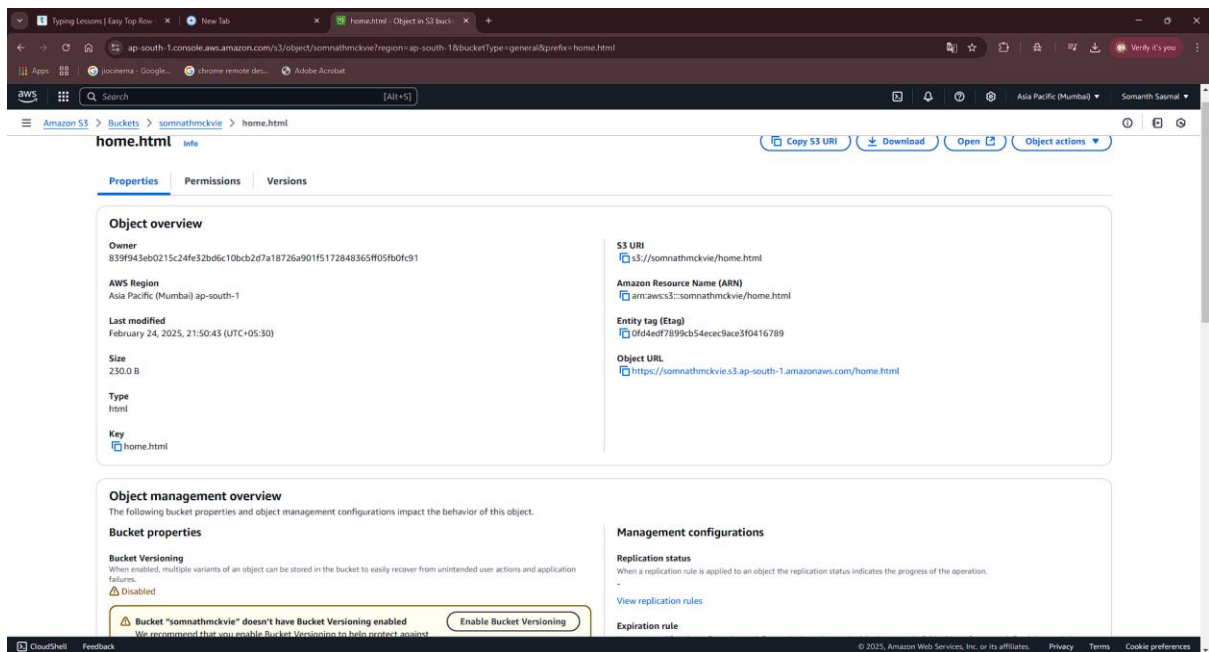 Typing Lessons | Easy Top Row
New Tab
home.html - Object in S3 buck
ap-south-1.console.aws.amazon.com/s3/object/somnathmckvie?region=ap-south-1&bucketType=general&prefix=home.html
Verify it's you
Apps
jiocinema - Google...
chrome remote des...
Adobe Acrobat
aws
Search
[Alt+S]
Asia Pacific (Mumbai)
Somanth Sasmal
Amazon S3 > Buckets > somnathmckvie > home.html
home.html Info
Copy S3 URI
Download
Open
Object actions
Properties
Permissions
Versions
Object overview
Owner
839f943eb0215c24fe32bd6c10bcb2d7a18726a901f5172848365ff05fb0fc91
AWS Region
Asia Pacific (Mumbai) ap-south-1
Last modified
February 24, 2025, 21:50:43 (UTC+05:30)
Size
230.0 B
Type
html
Key
home.html
S3 URI
s3://somnathmckvie/home.html
Amazon Resource Name (ARN)
arn:aws:s3:::somnathmckvie/home.html
Entity tag (Etag)
0fd4edf7899cb54ecec9ace3f0416789
Object URL
https://somnathmckvie.s3.ap-south-1.amazonaws.com/home.html
Object management overview
The following bucket properties and object management configurations impact the behavior of this object.
Bucket properties
Bucket Versioning
When enabled, multiple variants of an object can be stored in the bucket to easily recover from unintended user actions and application
failures.
Disabled
Bucket "somnathmckvie" doesn't have Bucket Versioning enabled
We recommend that you enable Bucket Versioning to help protect against
Enable Bucket Versioning
Management configurations
Replication status
When a replication rule is applied to an object the replication status indicates the progress of the operation.
-
View replication rules
Expiration rule
CloudShell
Feedback
© 2025, Amazon Web Services, Inc. or its affiliates.
Privacy
Terms
Cookie preferences